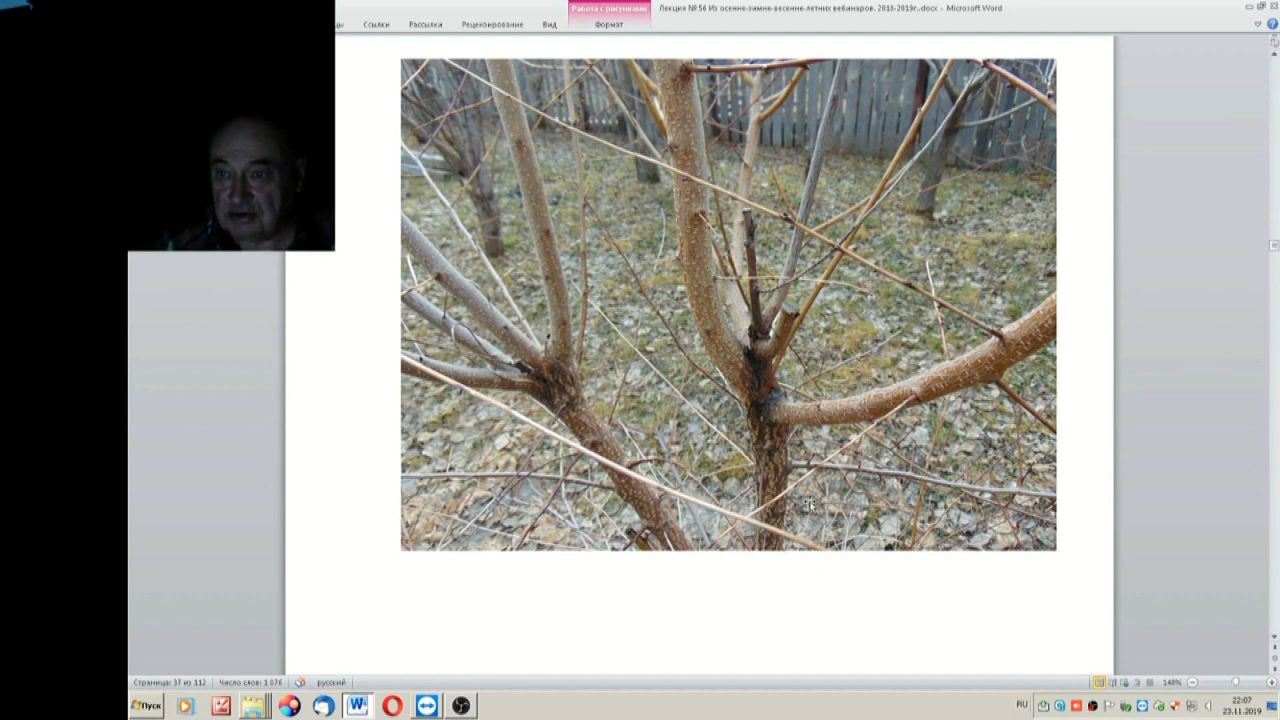 Работа с рисунками
Лекция № 56 Из осенне-зимне-весенне-летних вебинаров, 2018-2019г..docx - Microsoft Word
Ссылки
Рассылки
Рецензирование
Вид
Формат
Страница: 37 из 112
Число слов: 1 076
русский
148%
Пуск
RU
22:07
23.11.2019